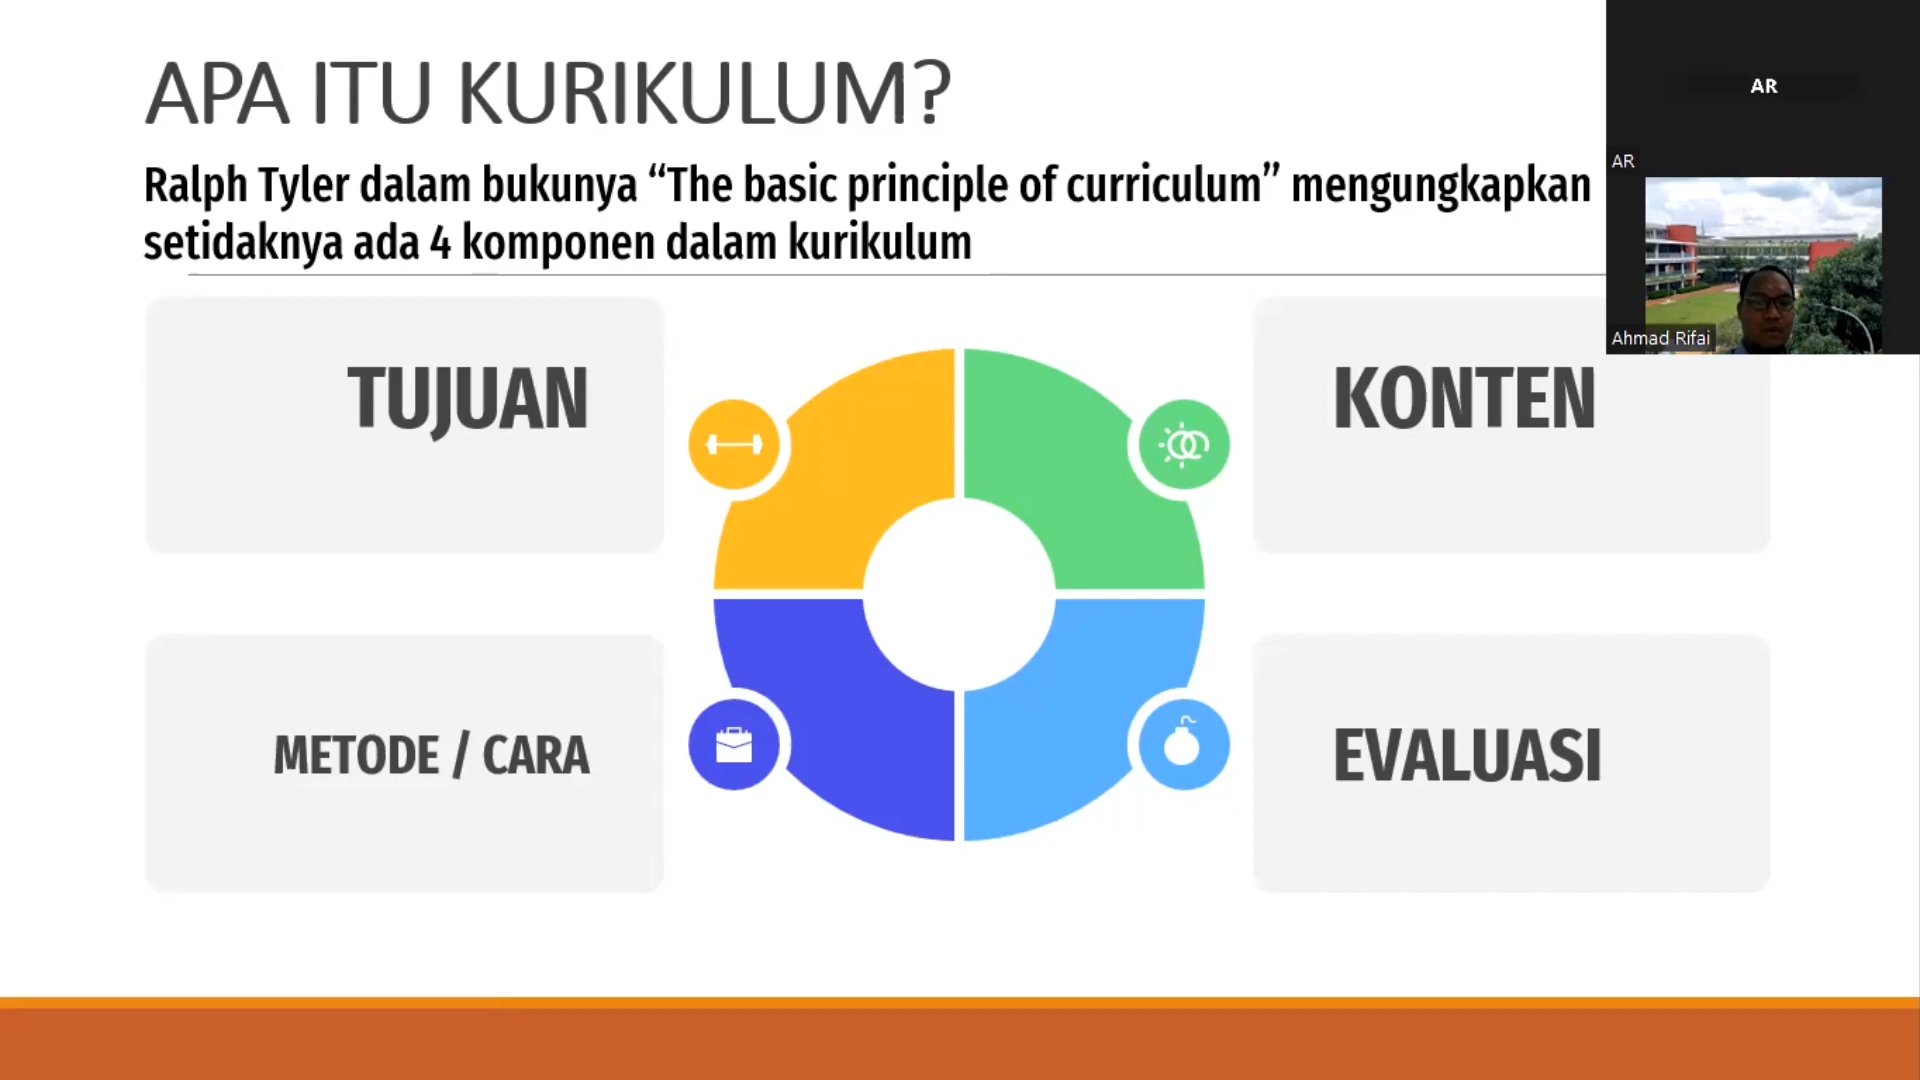 APA ITU KURIKULUM?
Ralph Tyler dalam bukunya “The basic principle of curriculum” mengungkapkan
setidaknya ada 4 komponen dalam kurikulum
TUJUAN
KONTEN
METODE / CARA
EVALUASI
AR
AR
Ahmad Rifai